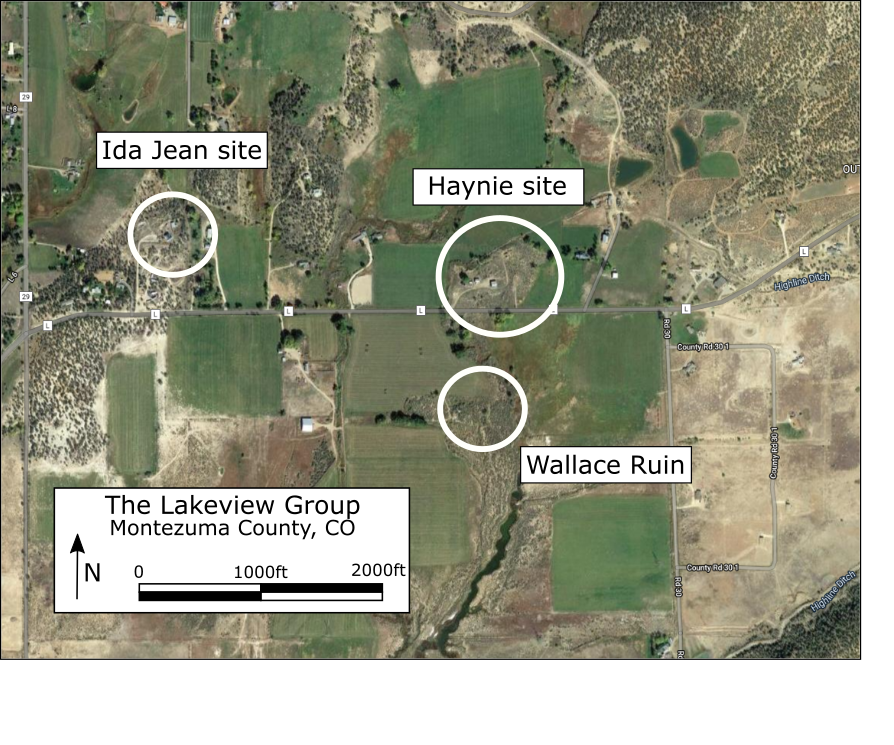 29
L.8
Ida Jean site
Haynie site
OUT
L
Highline Ditch
L.6
29
L
L
L
L
L
L
Rd 30
County Rd 30 1
County Rd 30 1
Wallace Ruin
The Lakeview Group
Montezuma County, CO
N
0
1000ft
2000ft
County Rd 30 1
Rd 30
Highline Ditch